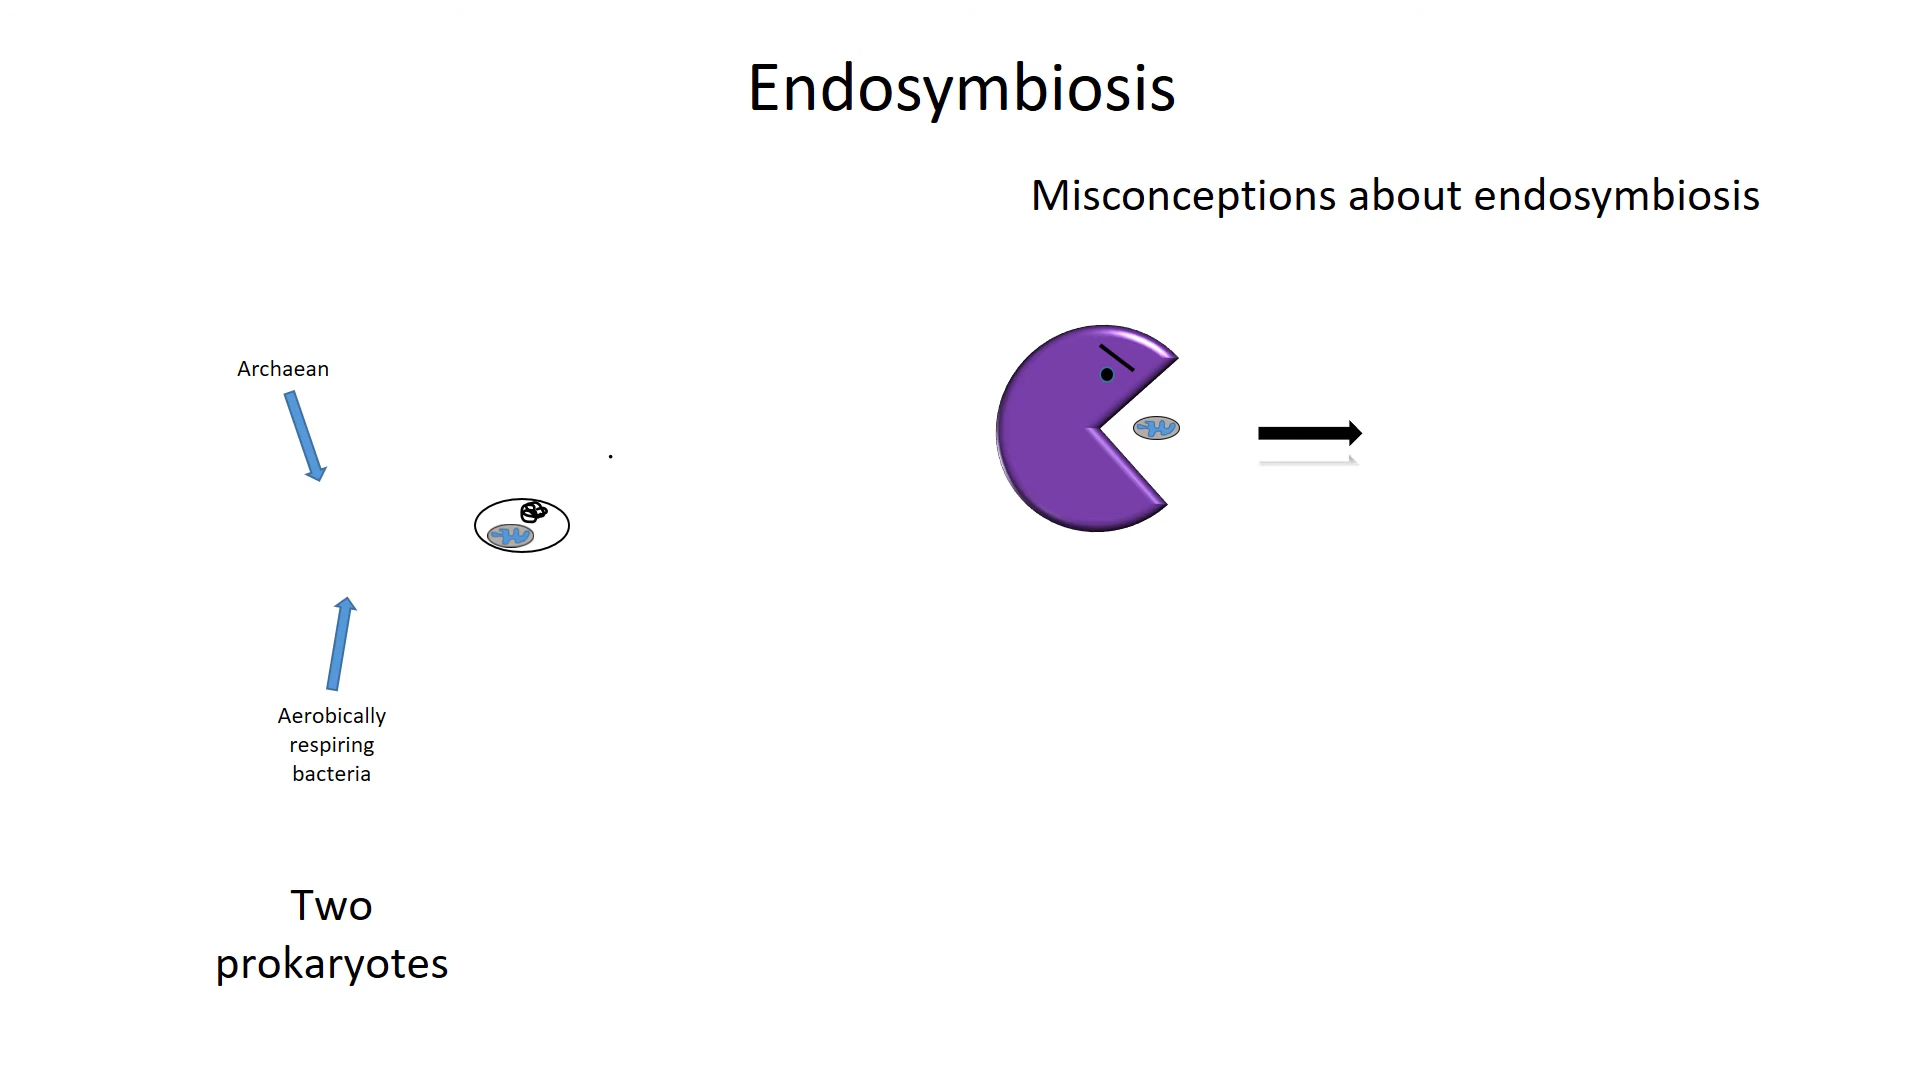 Endosymbiosis
Misconceptions about endosymbiosis
Archaean
Aerobically
respiring
bacteria
Two
prokaryotes